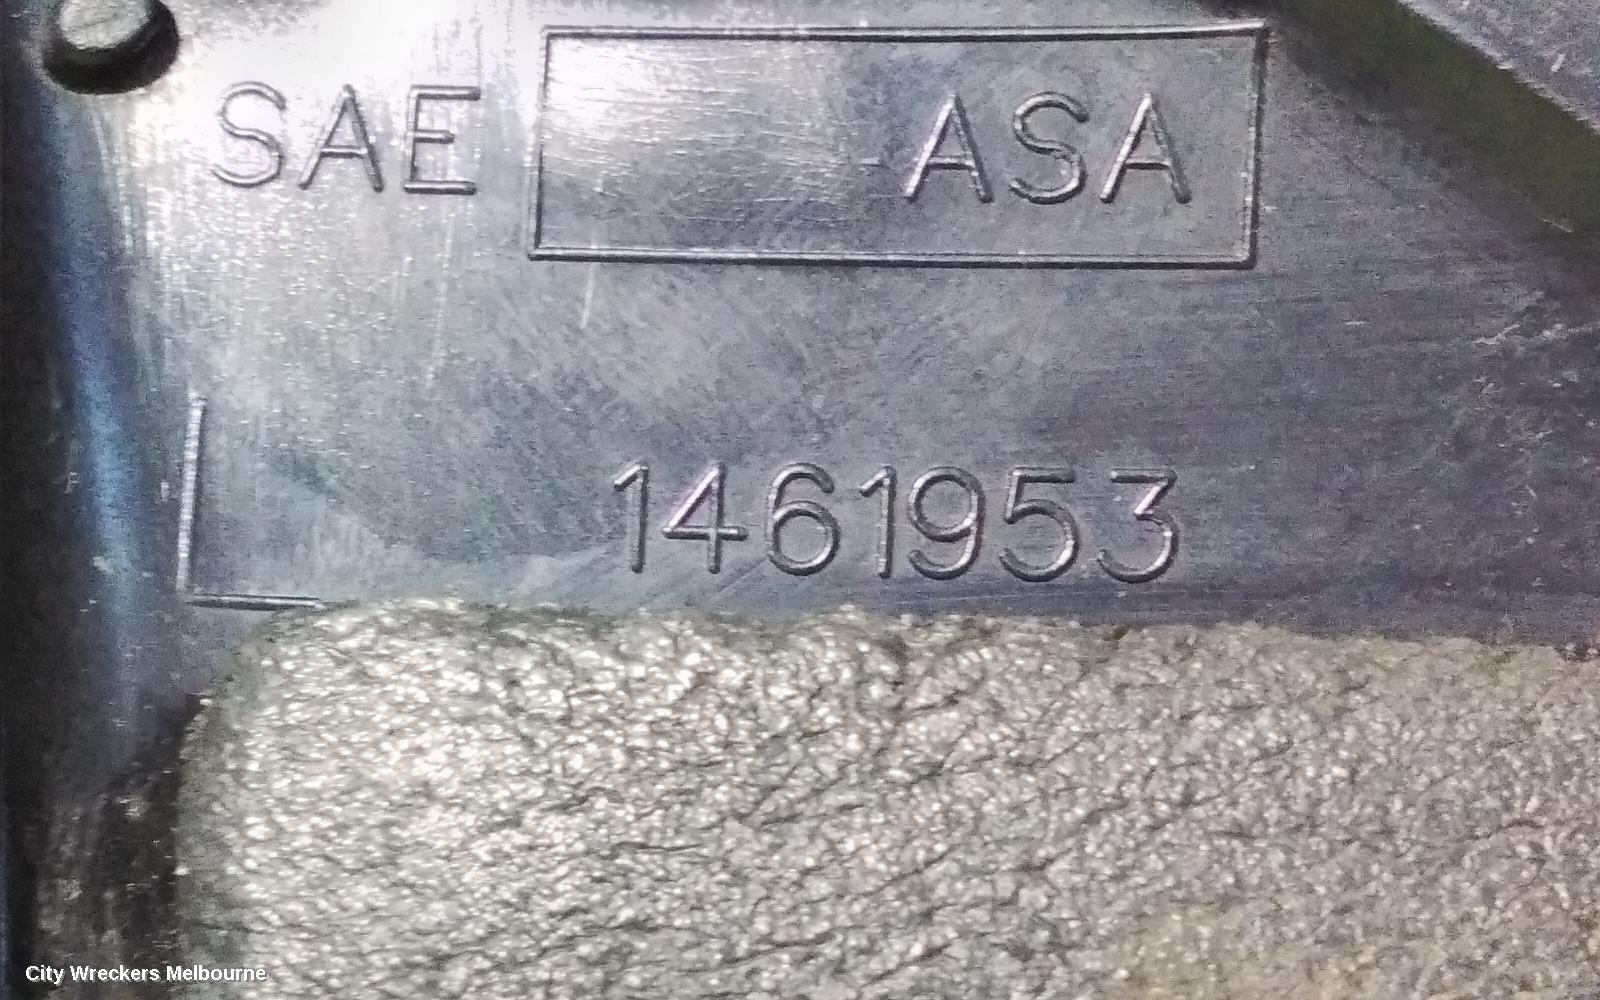 SAE ASA
1461953
City Wreckers Melbourne